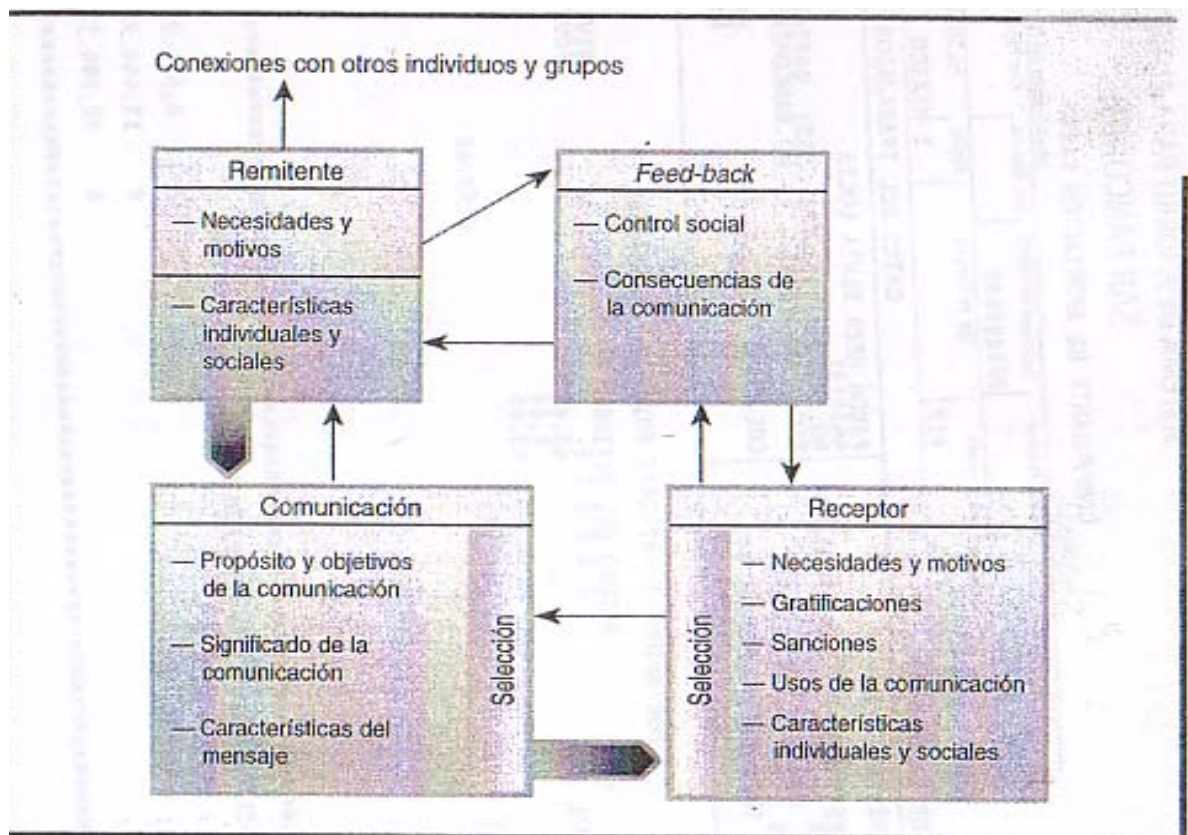 Conexiones con otros individuos y grupos
Remitente
— Necesidades y
motivos
— Características
individuales y
sociales
Feed-back
— Control social
— Consecuencias de
la comunicación
Comunicación
— Propósito y objetivos
de la comunicación
— Significado de la
comunicación
— Características del
mensaje
Selección
Receptor
Selección
— Necesidades y motivos
— Gratificaciones
— Sanciones
— Usos de la comunicación
— Características
individuales y sociales